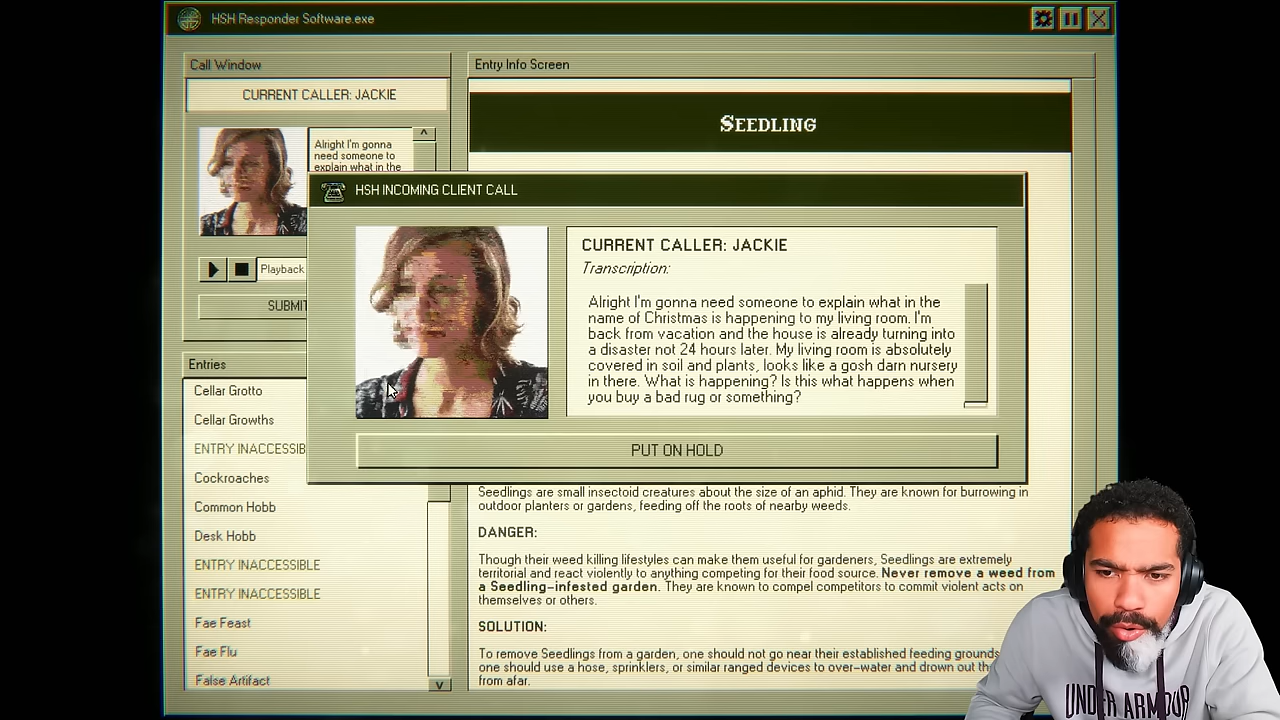 HSH Responder Software.exe
Call Window
CURRENT CALLER: JACKIE
Alright I'm gonna
need someone to
explain what in the
Playback
SUBMIT
Entries
Cellar Grotto
Cellar Growths
ENTRY INACCESSIB
Cockroaches
Common Hobb
Desk Hobb
ENTRY INACCESSIBLE
ENTRY INACCESSIBLE
Fae Feast
Fae Flu
False Artifact
Entry Info Screen
SEEDLING
HSH INCOMING CLIENT CALL
CURRENT CALLER: JACKIE
Transcription:
Alright I'm gonna need someone to explain what in the
name of Christmas is happening to my living room. I'm
back from vacation and the house is already turning into
a disaster not 24 hours later. My living room is absolutely
covered in soil and plants, looks like a gosh darn nursery
in there. What is happening? Is this what happens when
you buy a bad rug or something?
PUT ON HOLD
Seedlings are small insectoid creatures about the size of an aphid. They are known for burrowing in
outdoor planters or gardens, feeding off the roots of nearby weeds.
DANGER:
Though their weed killing lifestyles can make them useful for gardeners, Seedlings are extremely
territorial and react violently to anything competing for their food source. Never remove a weed from
a Seedling-infested garden. They are known to compel competitors to commit violent acts on
themselves or others.
SOLUTION:
To remove Seedlings from a garden, one should not go near their established feeding grounds
one should use a hose, sprinklers, or similar ranged devices to over-water and drown out
from afar.
UNDER ARMOUR